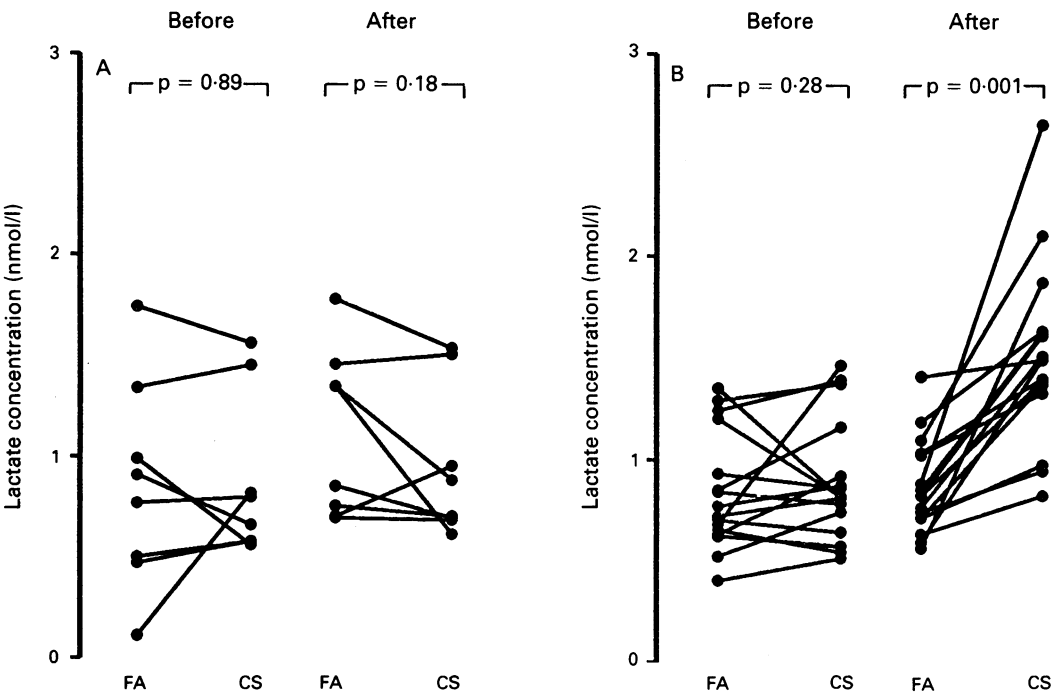 Before After
A
p = 0·89 p = 0·18
Lactate concentration (nmol/l)
3
2
1
0
FA CS FA CS
Before After
B
p = 0·28 p = 0·001
Lactate concentration (nmol/l)
3
2
1
0
FA CS FA CS